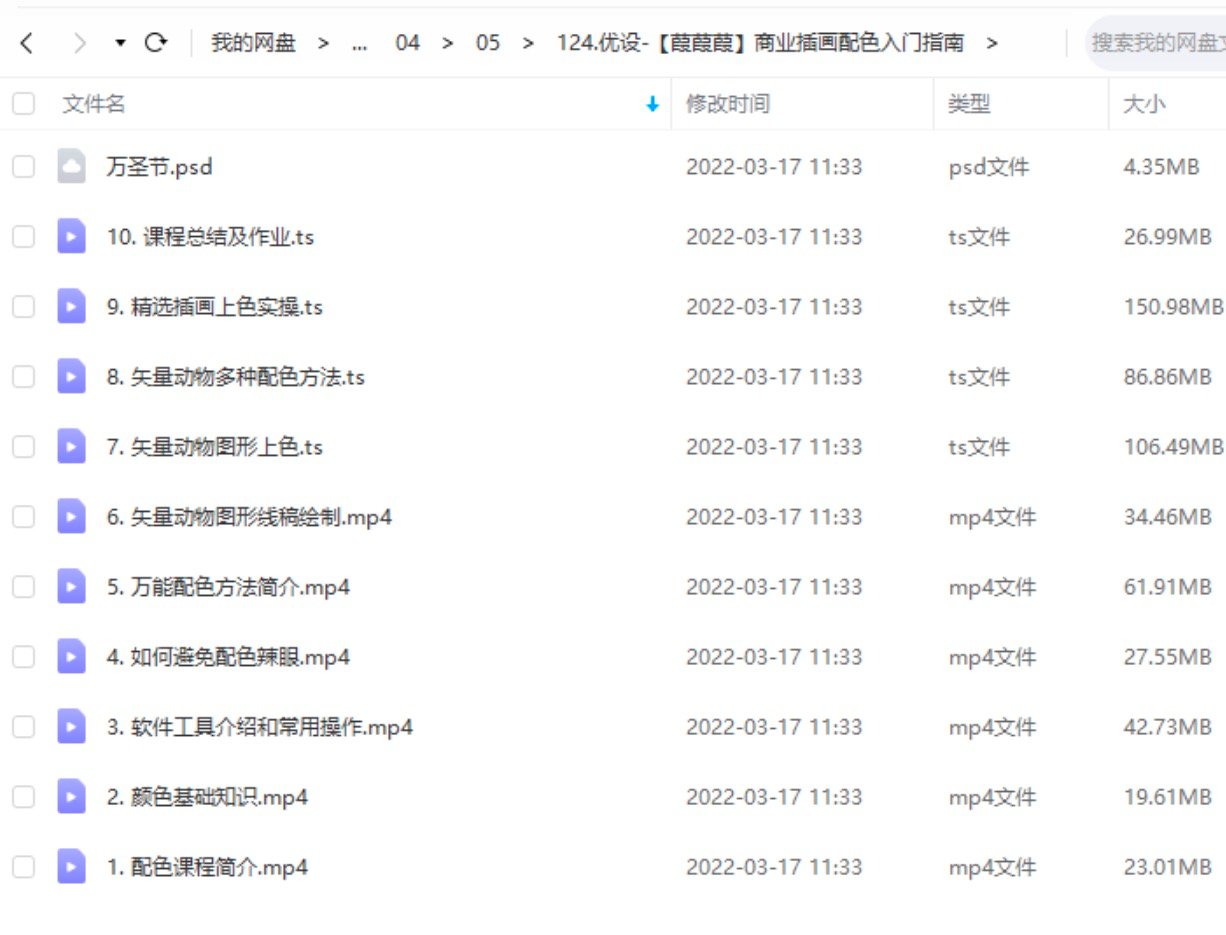 我的网盘 > ... 04 > 05 > 124.优设-【葭葭葭】商业插画配色入门指南 > 搜索我的网盘文
文件名 修改时间 类型 大小
万圣节.psd 2022-03-17 11:33 psd文件 4.35MB
10. 课程总结及作业.ts 2022-03-17 11:33 ts文件 26.99MB
9. 精选插画上色实操.ts 2022-03-17 11:33 ts文件 150.98MB
8. 矢量动物多种配色方法.ts 2022-03-17 11:33 ts文件 86.86MB
7. 矢量动物图形上色.ts 2022-03-17 11:33 ts文件 106.49MB
6. 矢量动物图形线稿绘制.mp4 2022-03-17 11:33 mp4文件 34.46MB
5. 万能配色方法简介.mp4 2022-03-17 11:33 mp4文件 61.91MB
4. 如何避免配色辣眼.mp4 2022-03-17 11:33 mp4文件 27.55MB
3. 软件工具介绍和常用操作.mp4 2022-03-17 11:33 mp4文件 42.73MB
2. 颜色基础知识.mp4 2022-03-17 11:33 mp4文件 19.61MB
1. 配色课程简介.mp4 2022-03-17 11:33 mp4文件 23.01MB